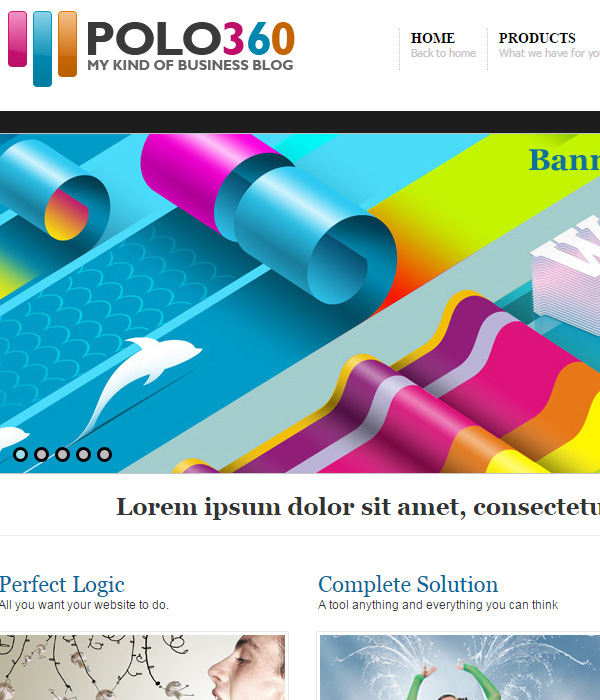 POLO360
MY KIND OF BUSINESS BLOG
HOME
Back to home
PRODUCTS
What we have for you
Bann
W
Lorem ipsum dolor sit amet, consectetu
Perfect Logic
All you want your website to do.
Complete Solution
A tool anything and everything you can think